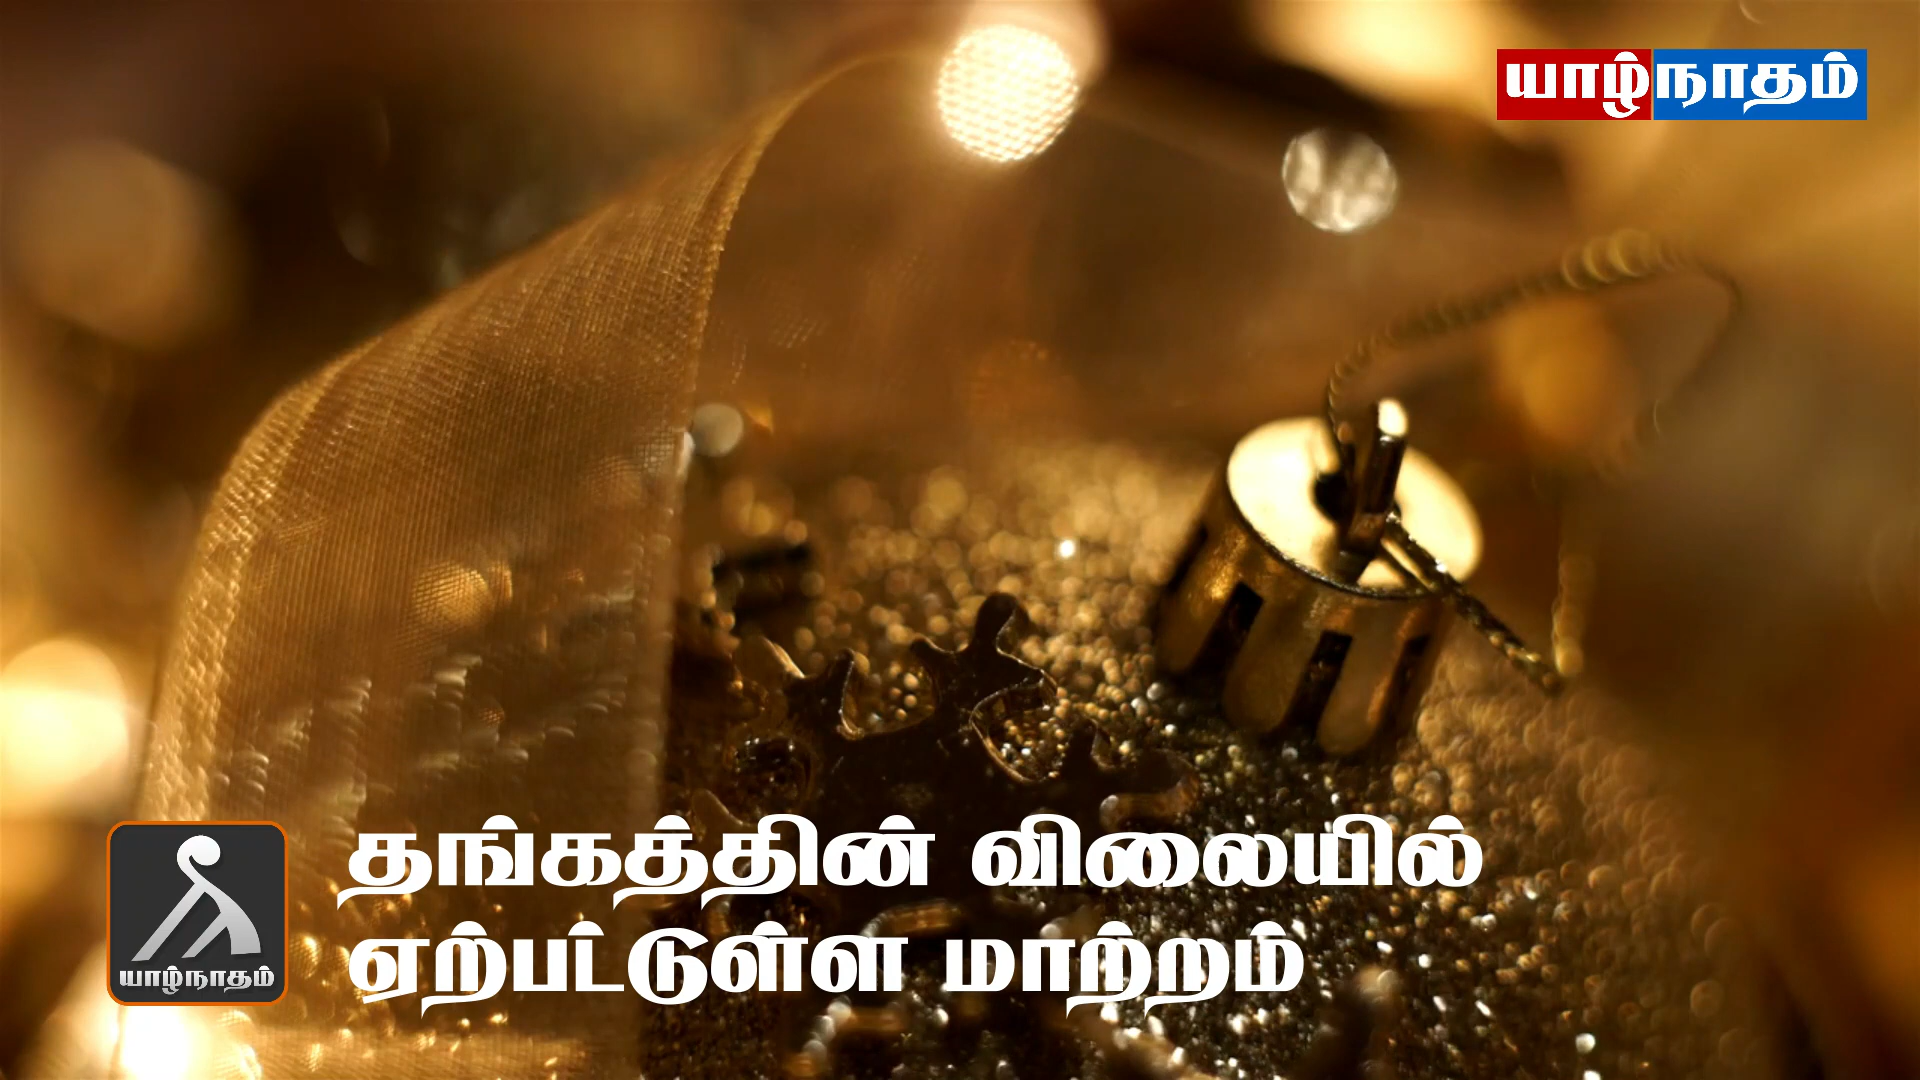 யாழ்நாதம்
தங்கத்தின் விலையில்
ஏற்பட்டுள்ள மாற்றம்
யாழ்நாதம்